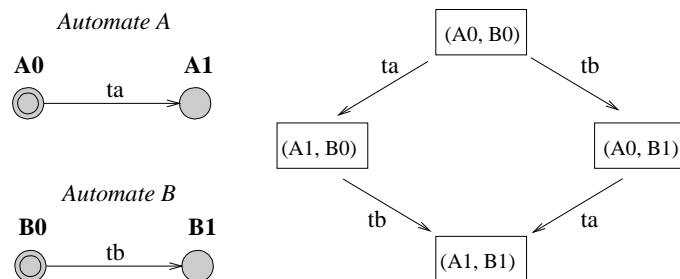 Automate A
A0 A1
ta
Automate B
B0 B1
tb
(A0, B0)
ta tb
(A1, B0) (A0, B1)
tb ta
(A1, B1)